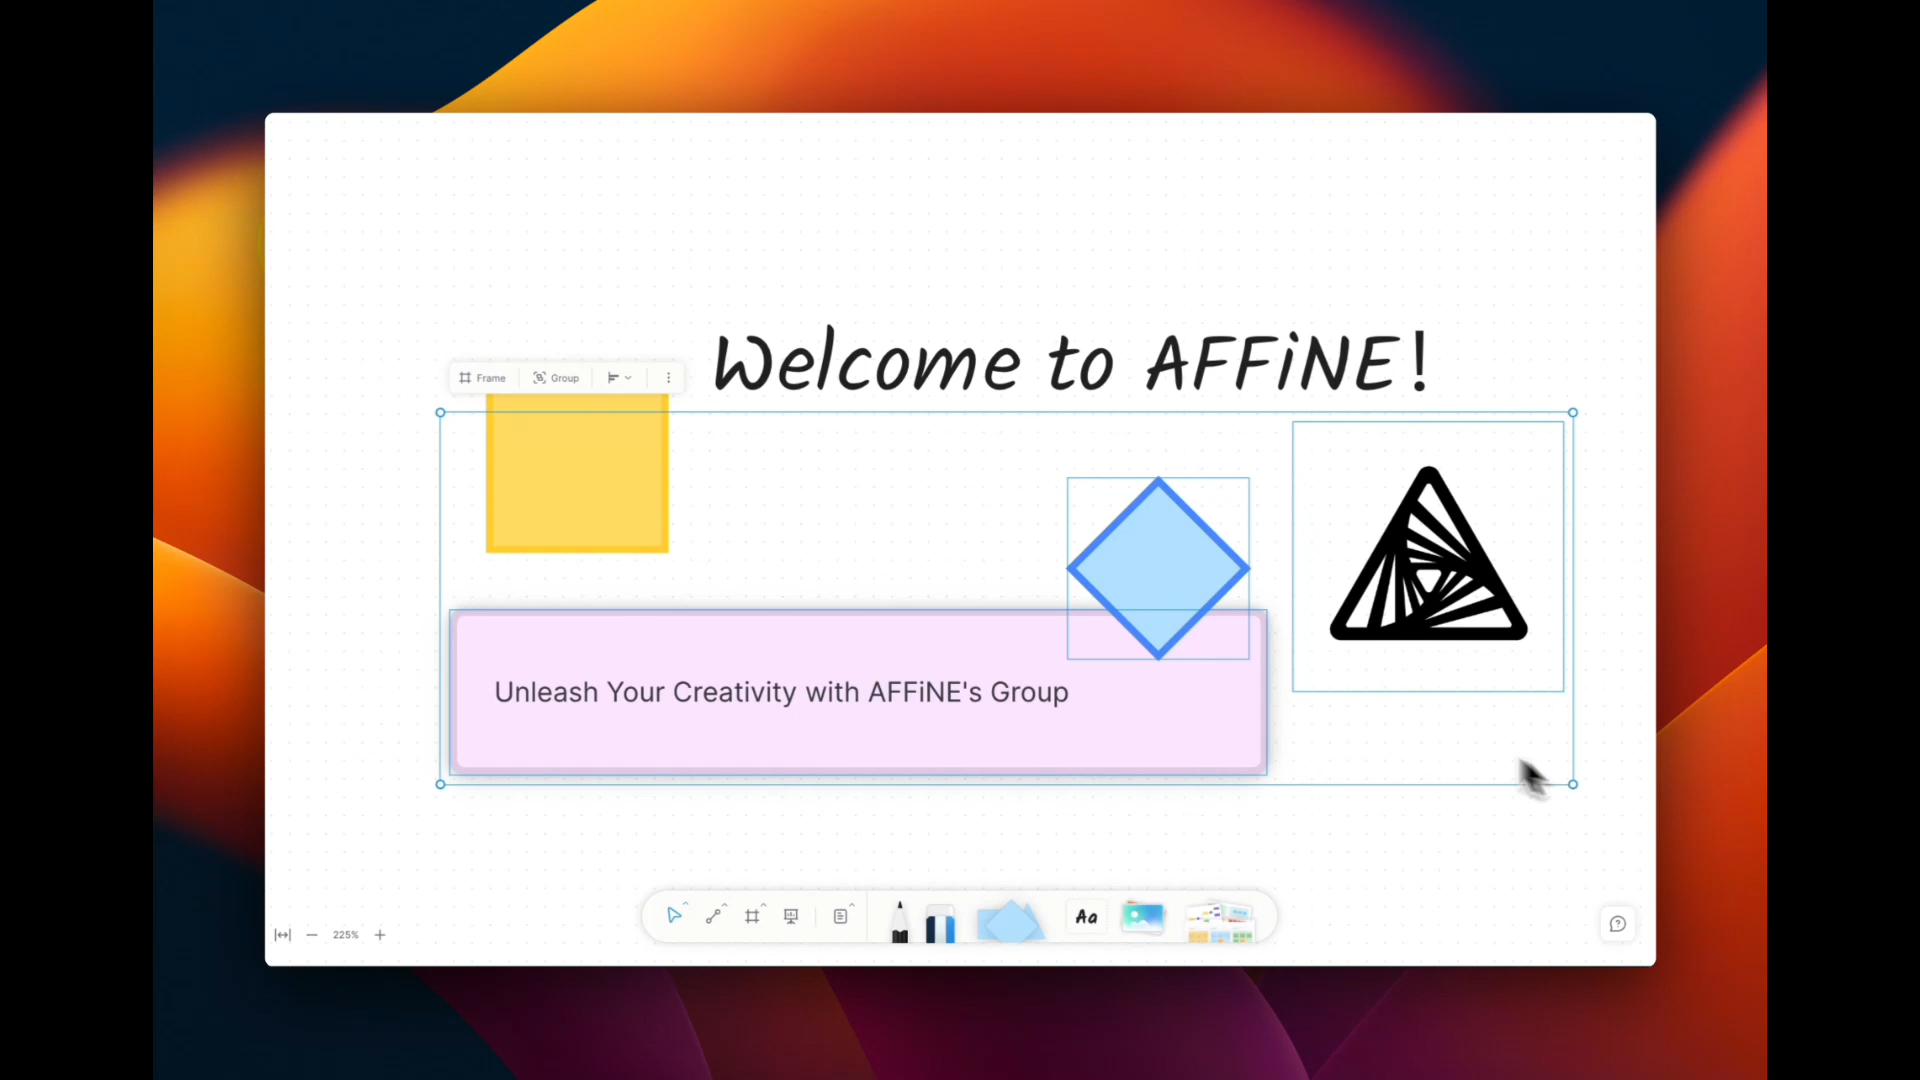 Welcome to AFFiNE!
Frame Group
Unleash Your Creativity with AFFiNE's Group
Aa
225%